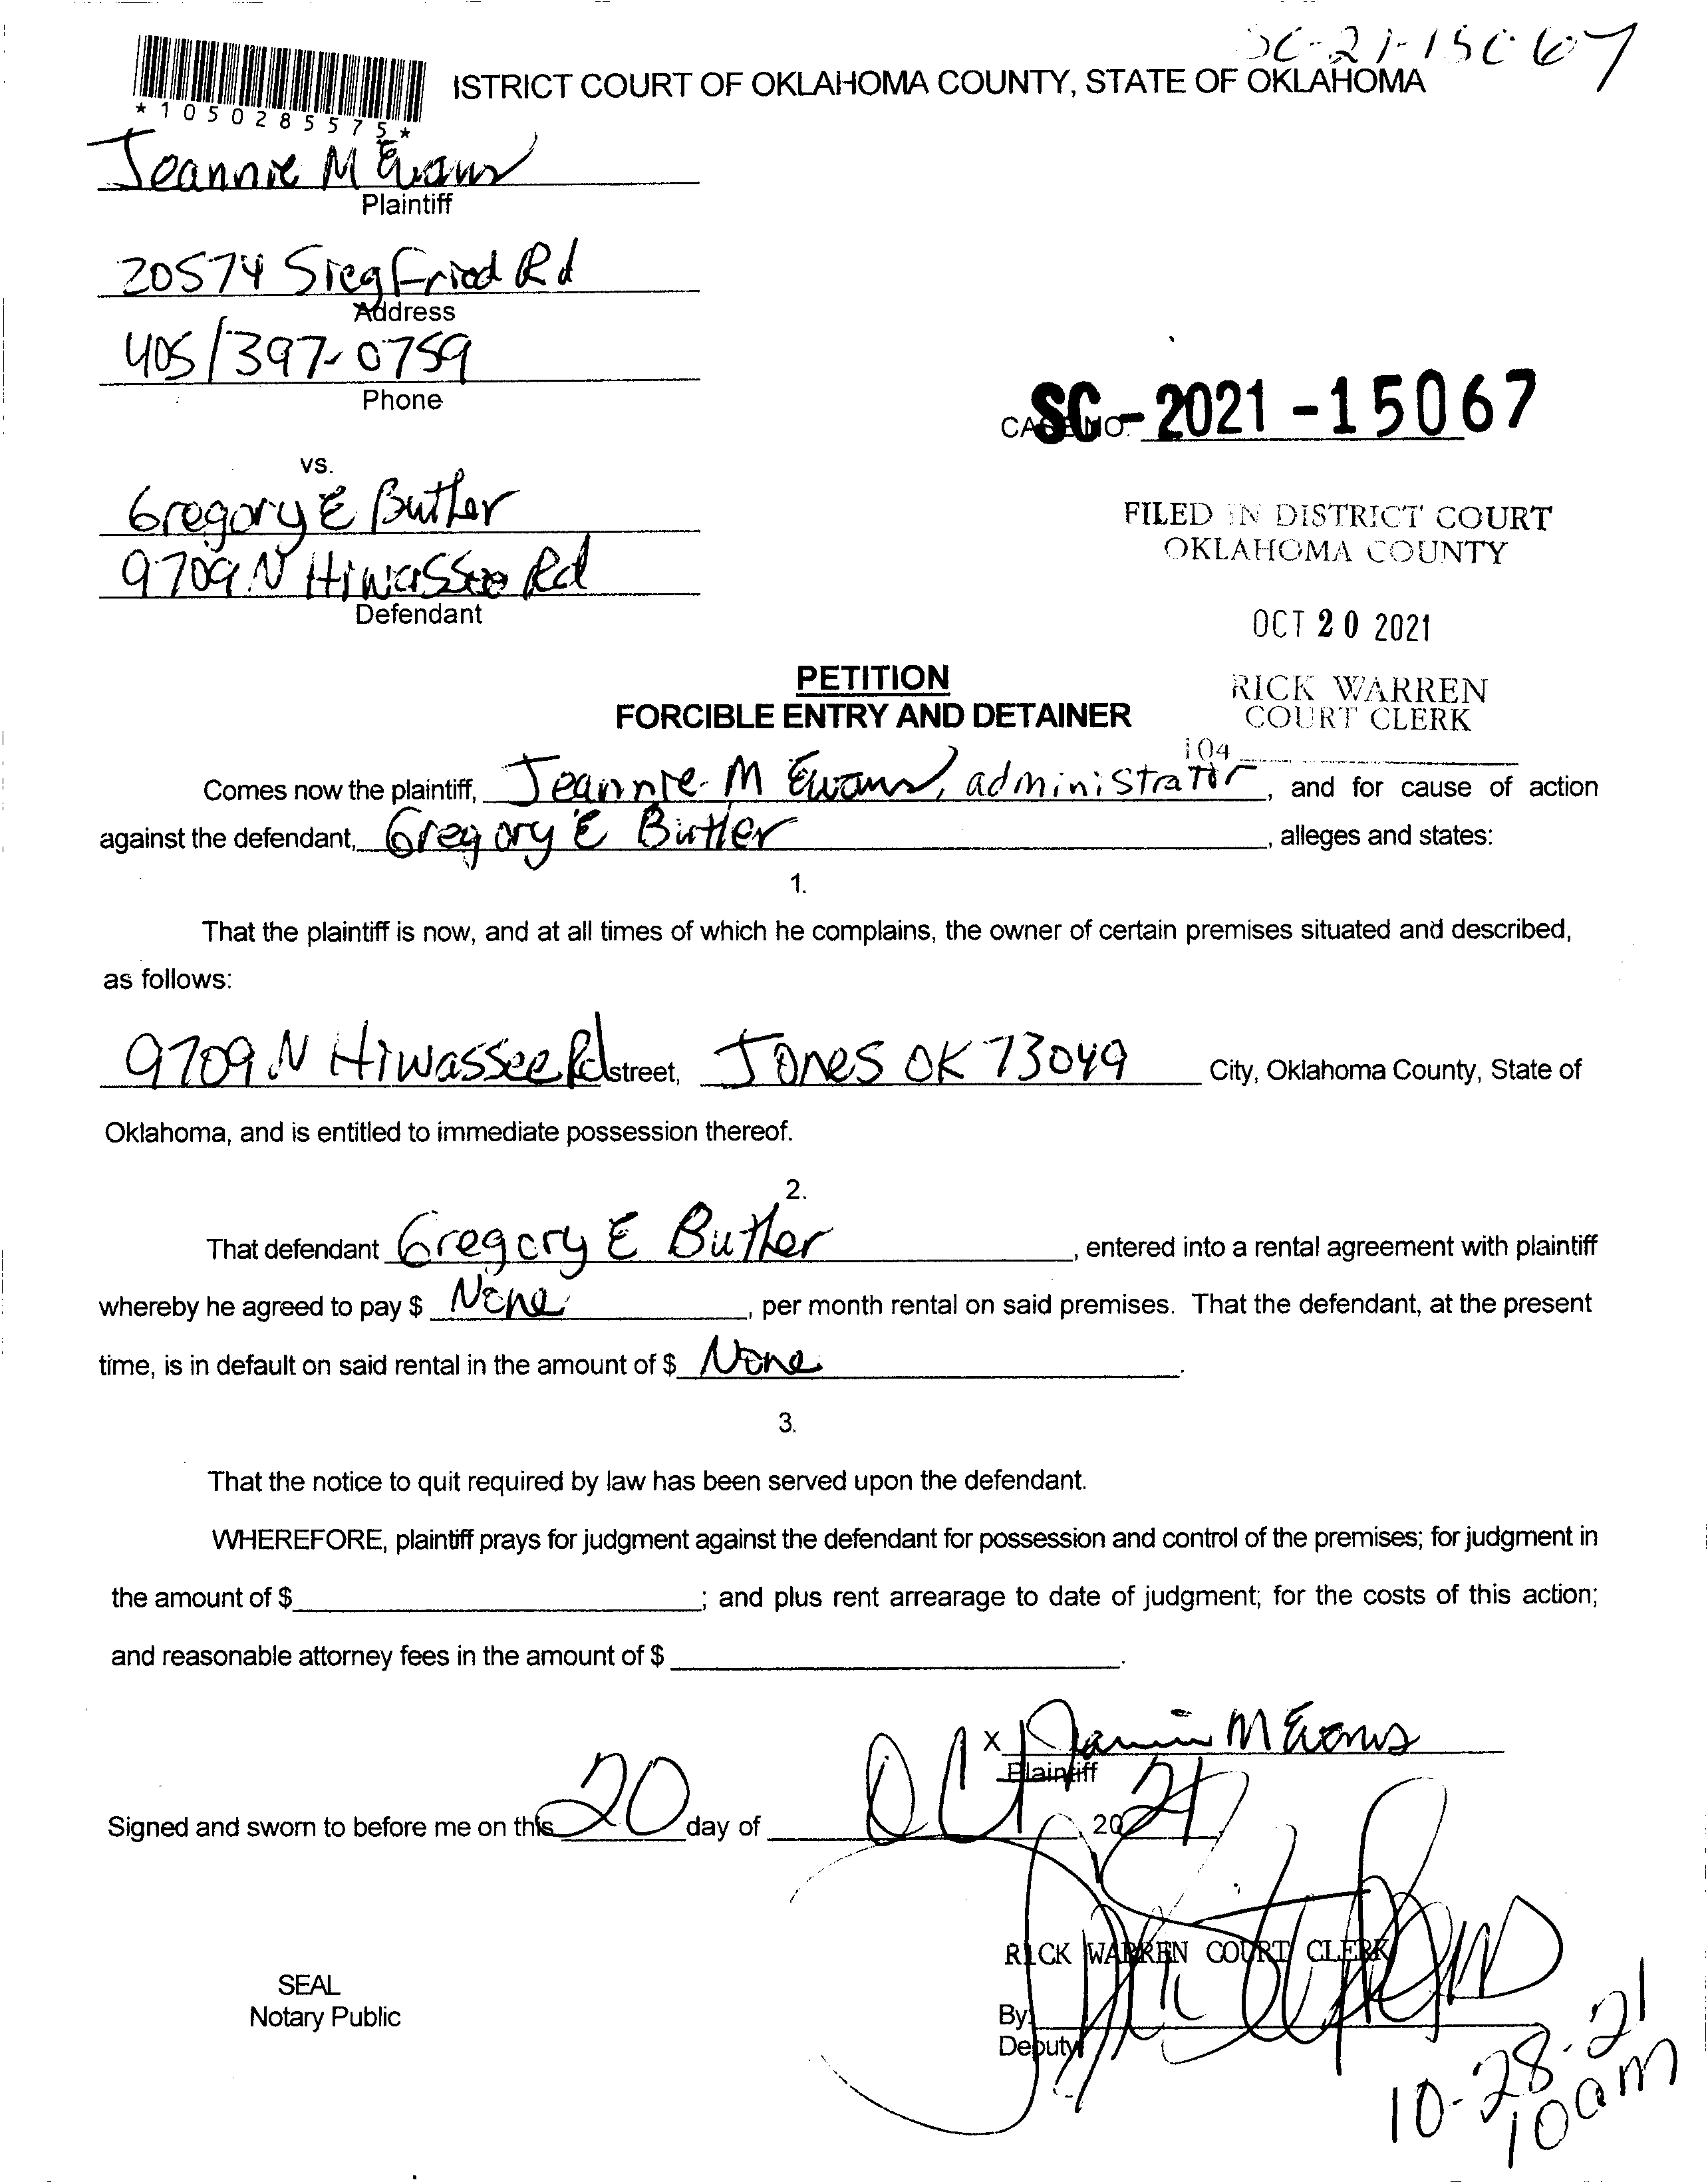 SC-21-15067
ISTRICT COURT OF OKLAHOMA COUNTY, STATE OF OKLAHOMA
*1050285575*
Jeannie M Evans
Plaintiff
20574 Siegfried Rd
Address
405/397-0759
Phone
CASE NO. SC-2021-15067
vs.
Gregory E Butler
9709 N Hiwassee Rd
Defendant
FILED IN DISTRICT COURT
OKLAHOMA COUNTY
OCT 20 2021
RICK WARREN
COURT CLERK
104
PETITION
FORCIBLE ENTRY AND DETAINER
Comes now the plaintiff, Jeannie M Evans, administrator, and for cause of action
against the defendant, Gregory E Butler, alleges and states:
1.
That the plaintiff is now, and at all times of which he complains, the owner of certain premises situated and described,
as follows:
9709 N Hiwassee Rd street, Jones OK 73049 City, Oklahoma County, State of
Oklahoma, and is entitled to immediate possession thereof.
2.
That defendant Gregory E Butler, entered into a rental agreement with plaintiff
whereby he agreed to pay $ None, per month rental on said premises. That the defendant, at the present
time, is in default on said rental in the amount of $ None.
3.
That the notice to quit required by law has been served upon the defendant.
WHEREFORE, plaintiff prays for judgment against the defendant for possession and control of the premises; for judgment in
the amount of $ ; and plus rent arrearage to date of judgment; for the costs of this action;
and reasonable attorney fees in the amount of $ .
X Jeannie M Evans
Plaintiff
Signed and sworn to before me on this 20 day of Oct, 2021
RICK WARREN COURT CLERK
SEAL
Notary Public
By
Deputy
10-28-21
10am